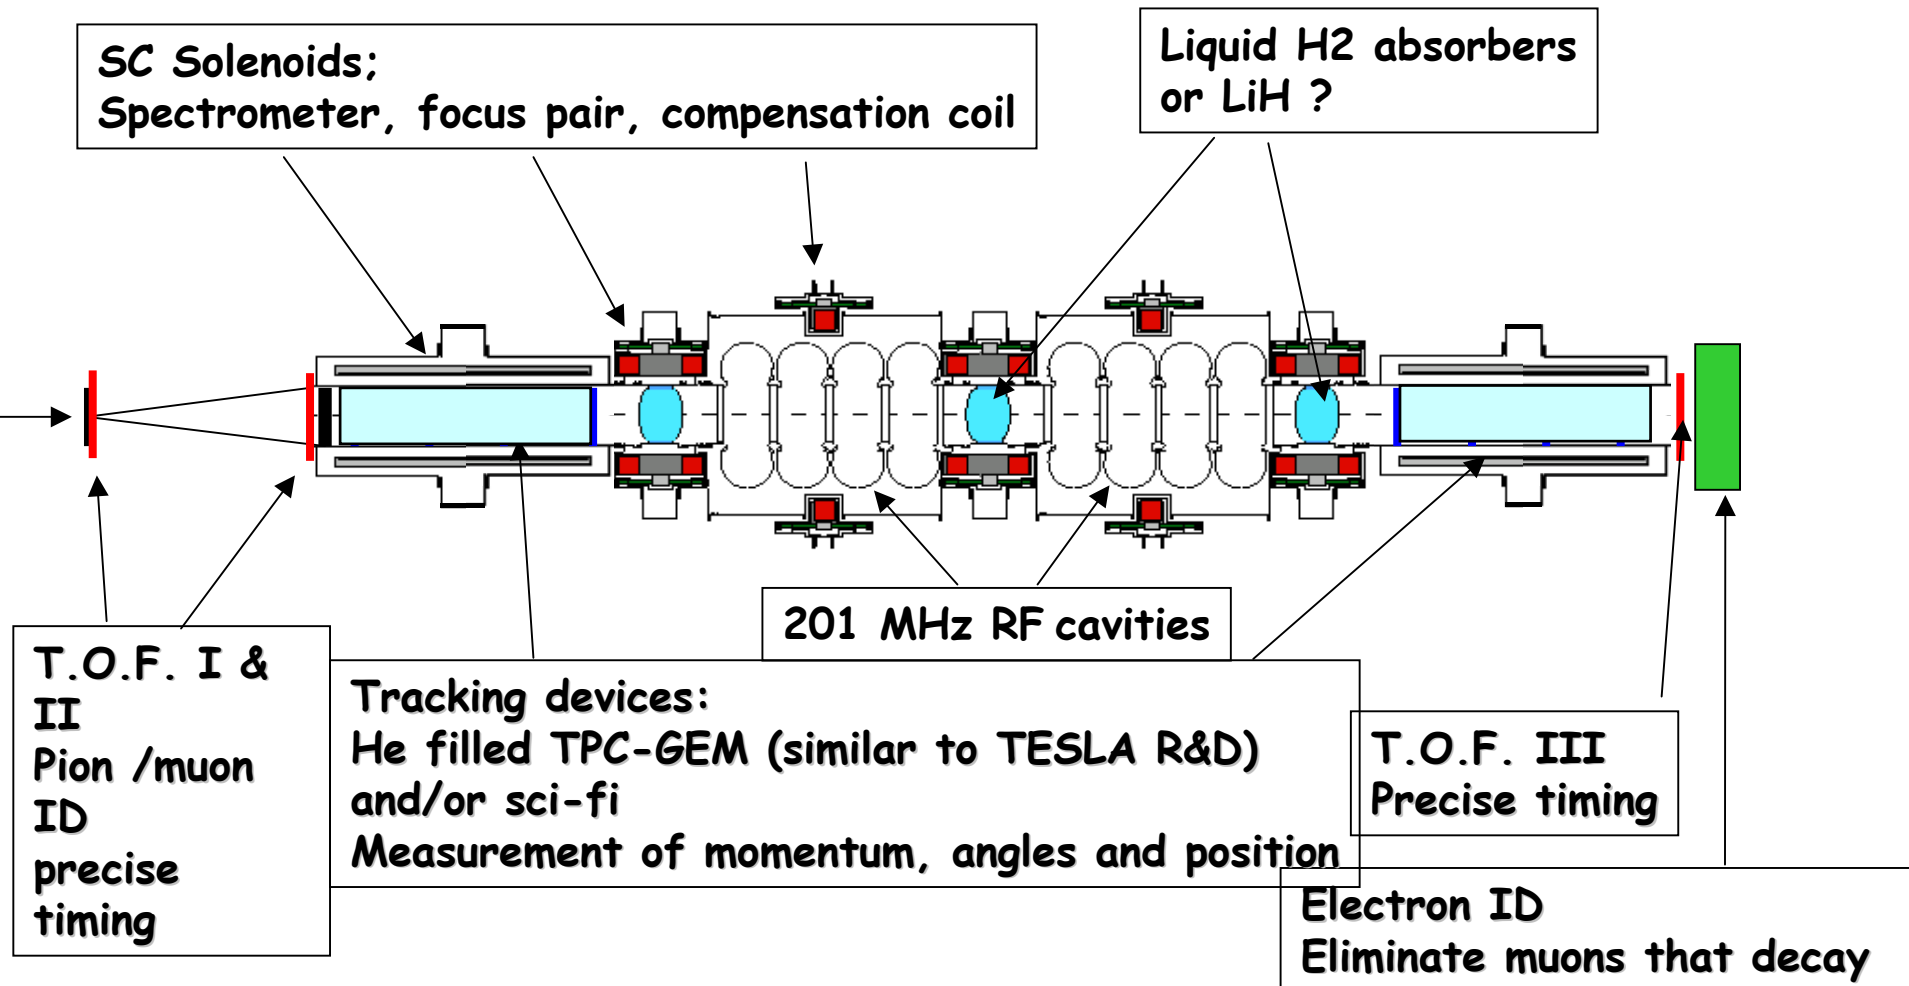 SC Solenoids;
Spectrometer, focus pair, compensation coil
Liquid H2 absorbers
or LiH ?
201 MHz RF cavities
T.O.F. I &
II
Pion /muon
ID
precise
timing
Tracking devices:
He filled TPC-GEM (similar to TESLA R&D)
and/or sci-fi
Measurement of momentum, angles and position
T.O.F. III
Precise timing
Electron ID
Eliminate muons that decay